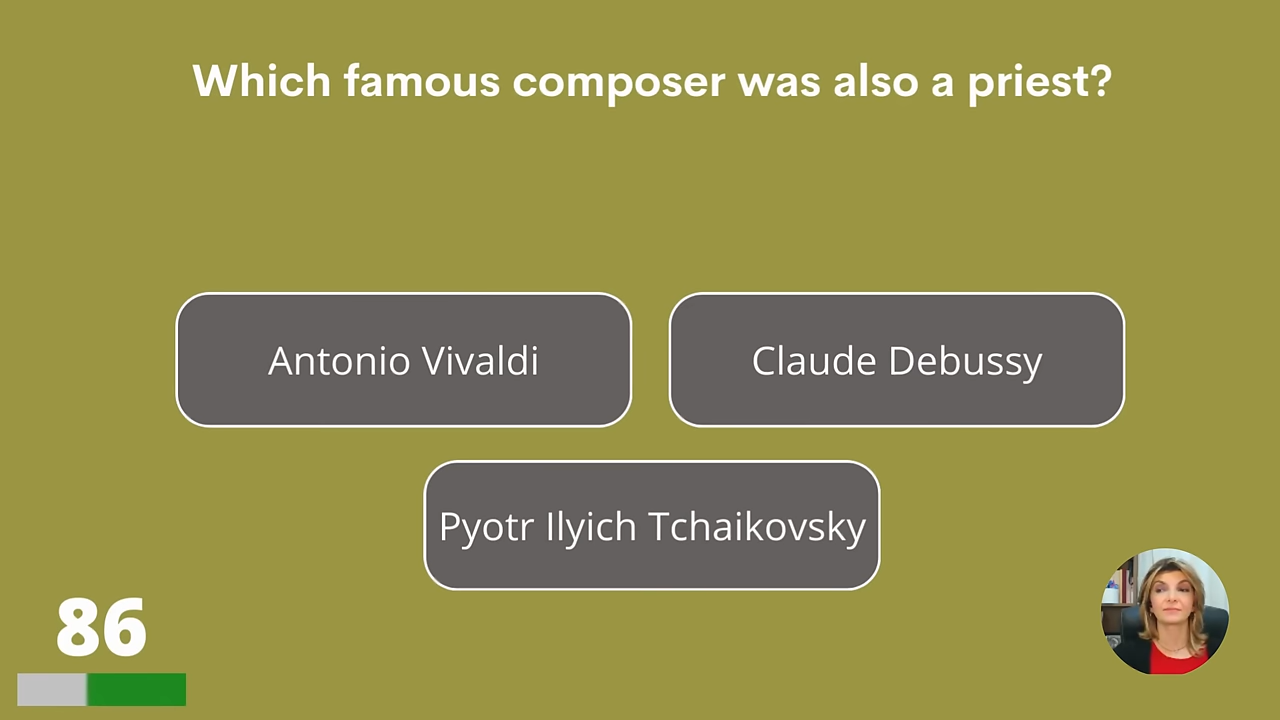 Which famous composer was also a priest?
Antonio Vivaldi
Claude Debussy
Pyotr Ilyich Tchaikovsky
86